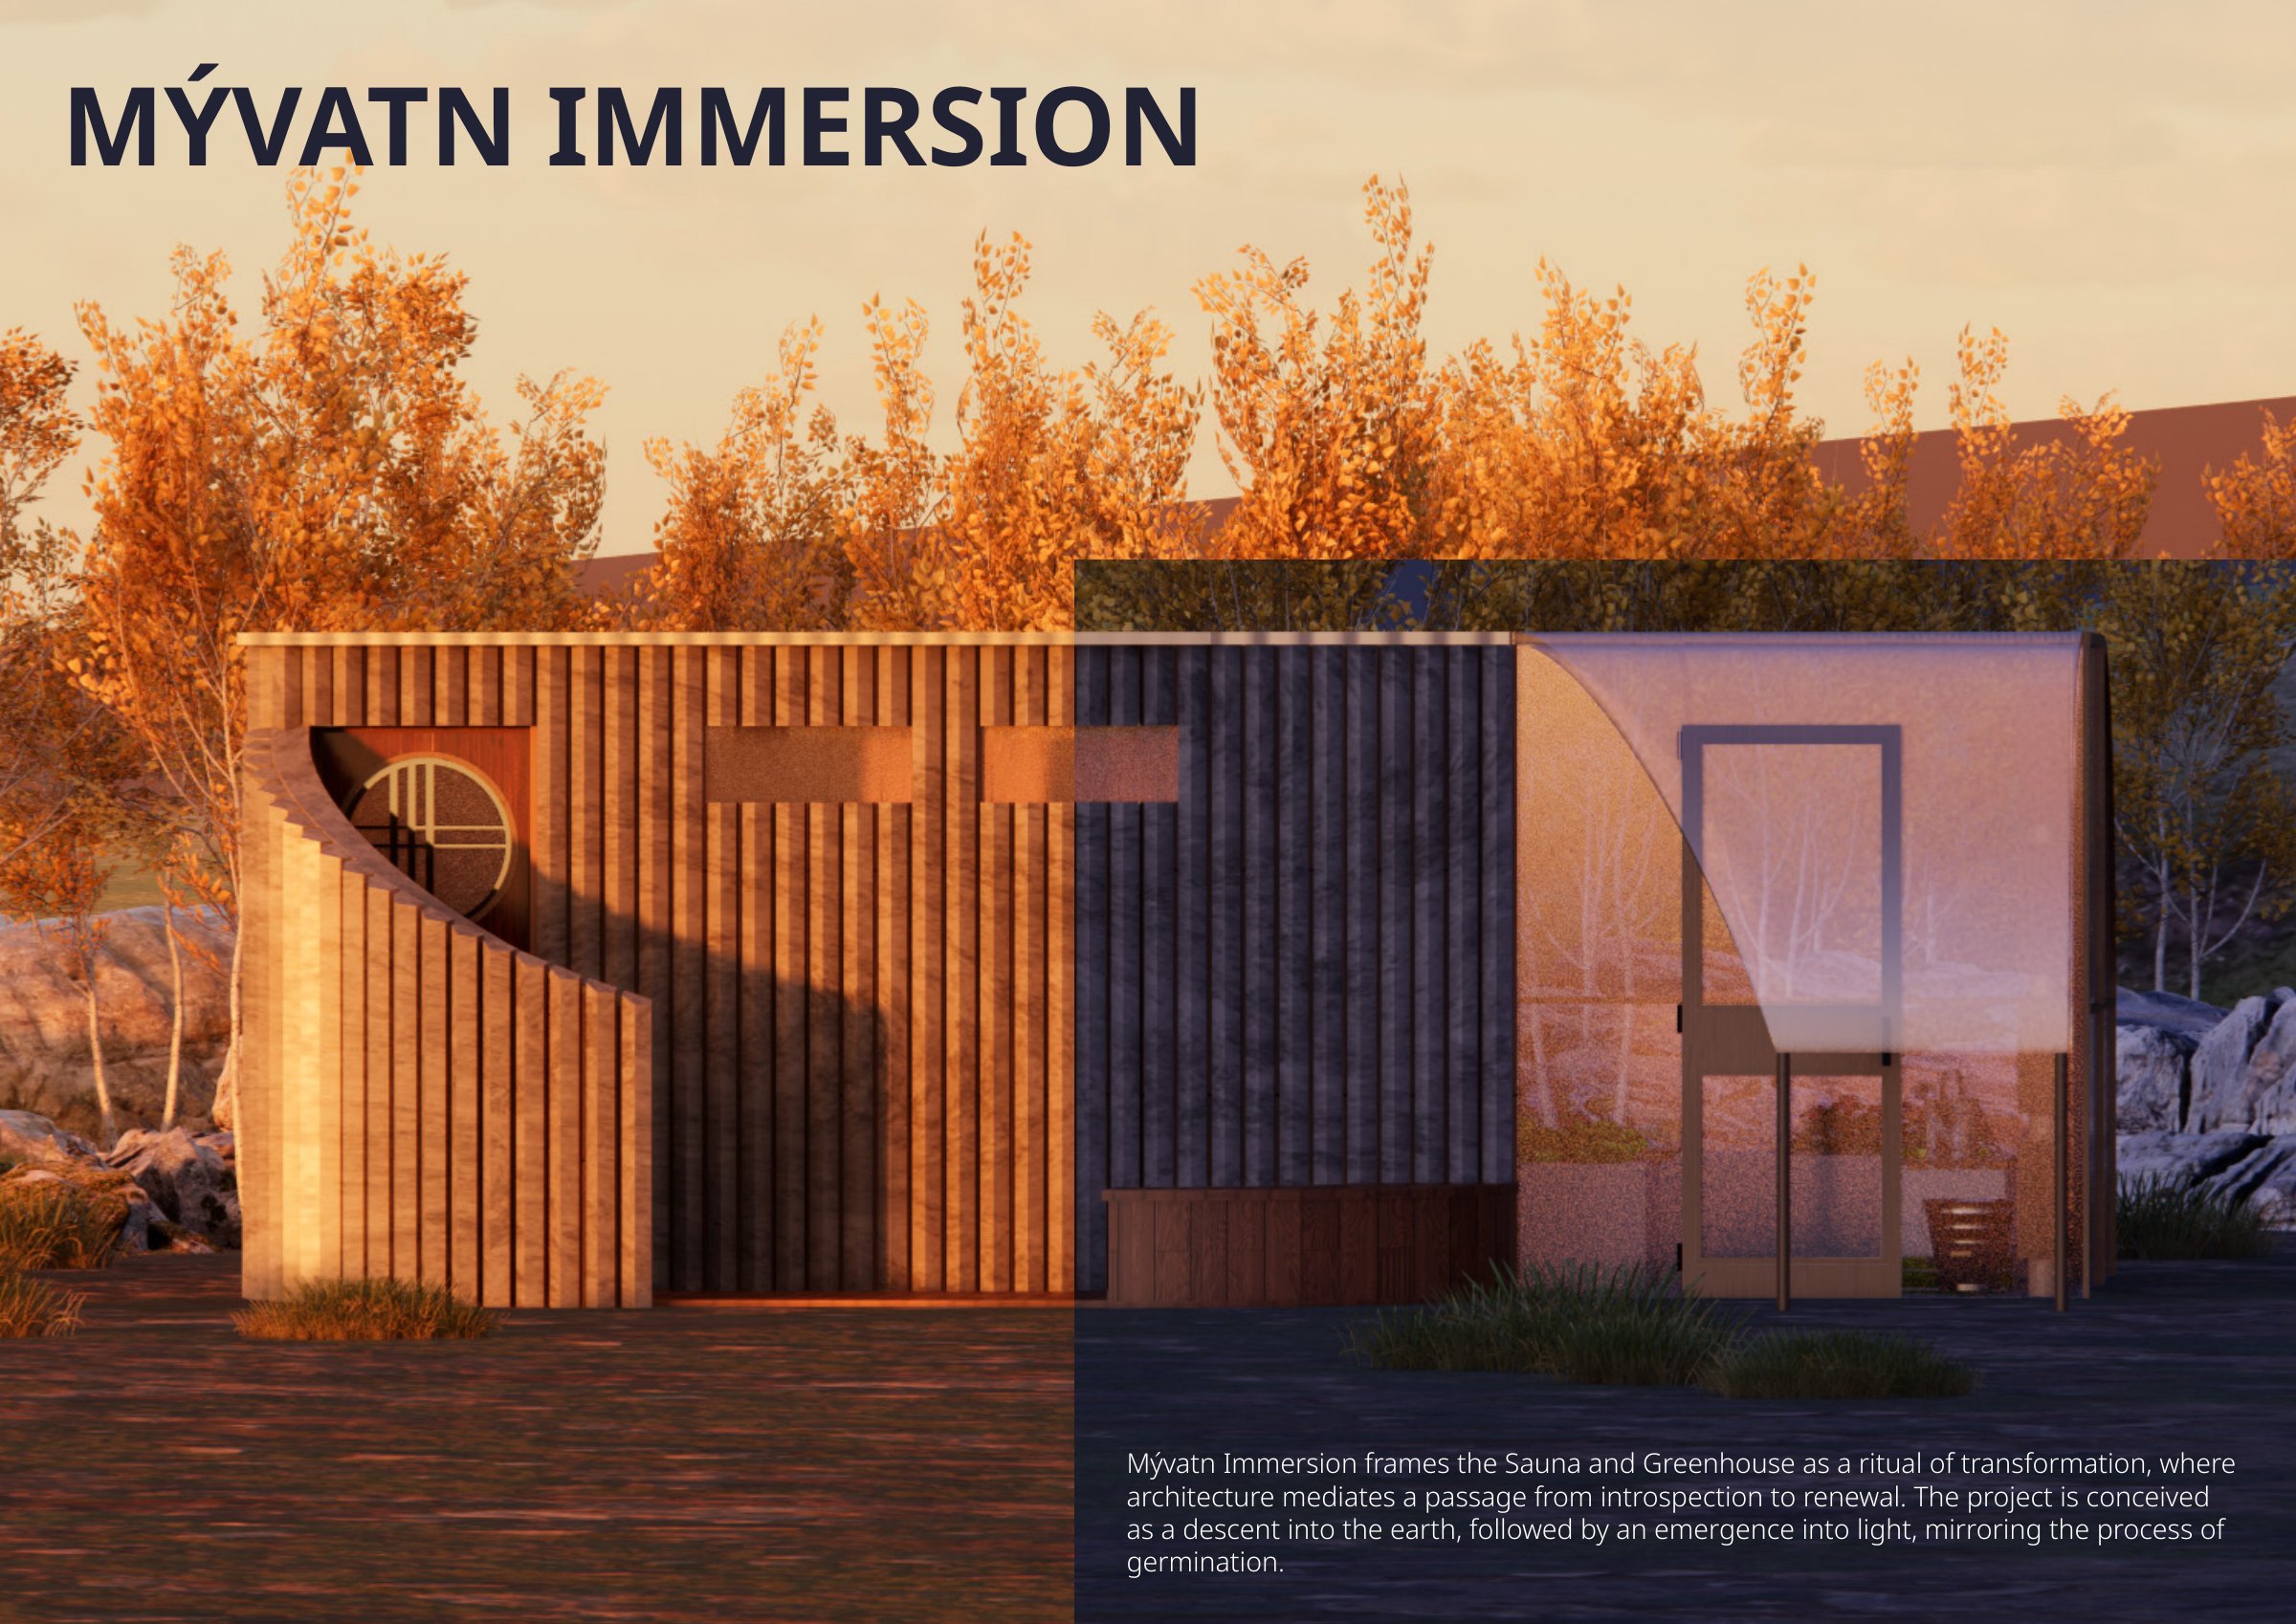 MÝVATN IMMERSION
Mývatn Immersion frames the Sauna and Greenhouse as a ritual of transformation, where
architecture mediates a passage from introspection to renewal. The project is conceived
as a descent into the earth, followed by an emergence into light, mirroring the process of
germination.